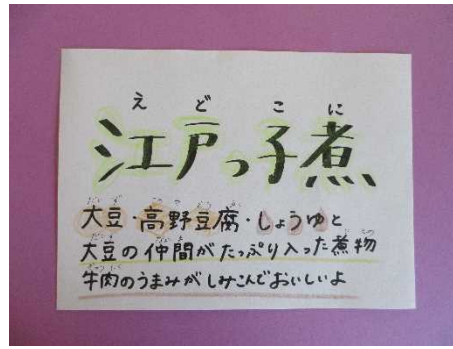 えどこに
江戸っ子煮
大豆・高野豆腐・しょうゆと
大豆の仲間がたっぷり入った煮物
牛肉のうまみがしみこんでおいしいよ